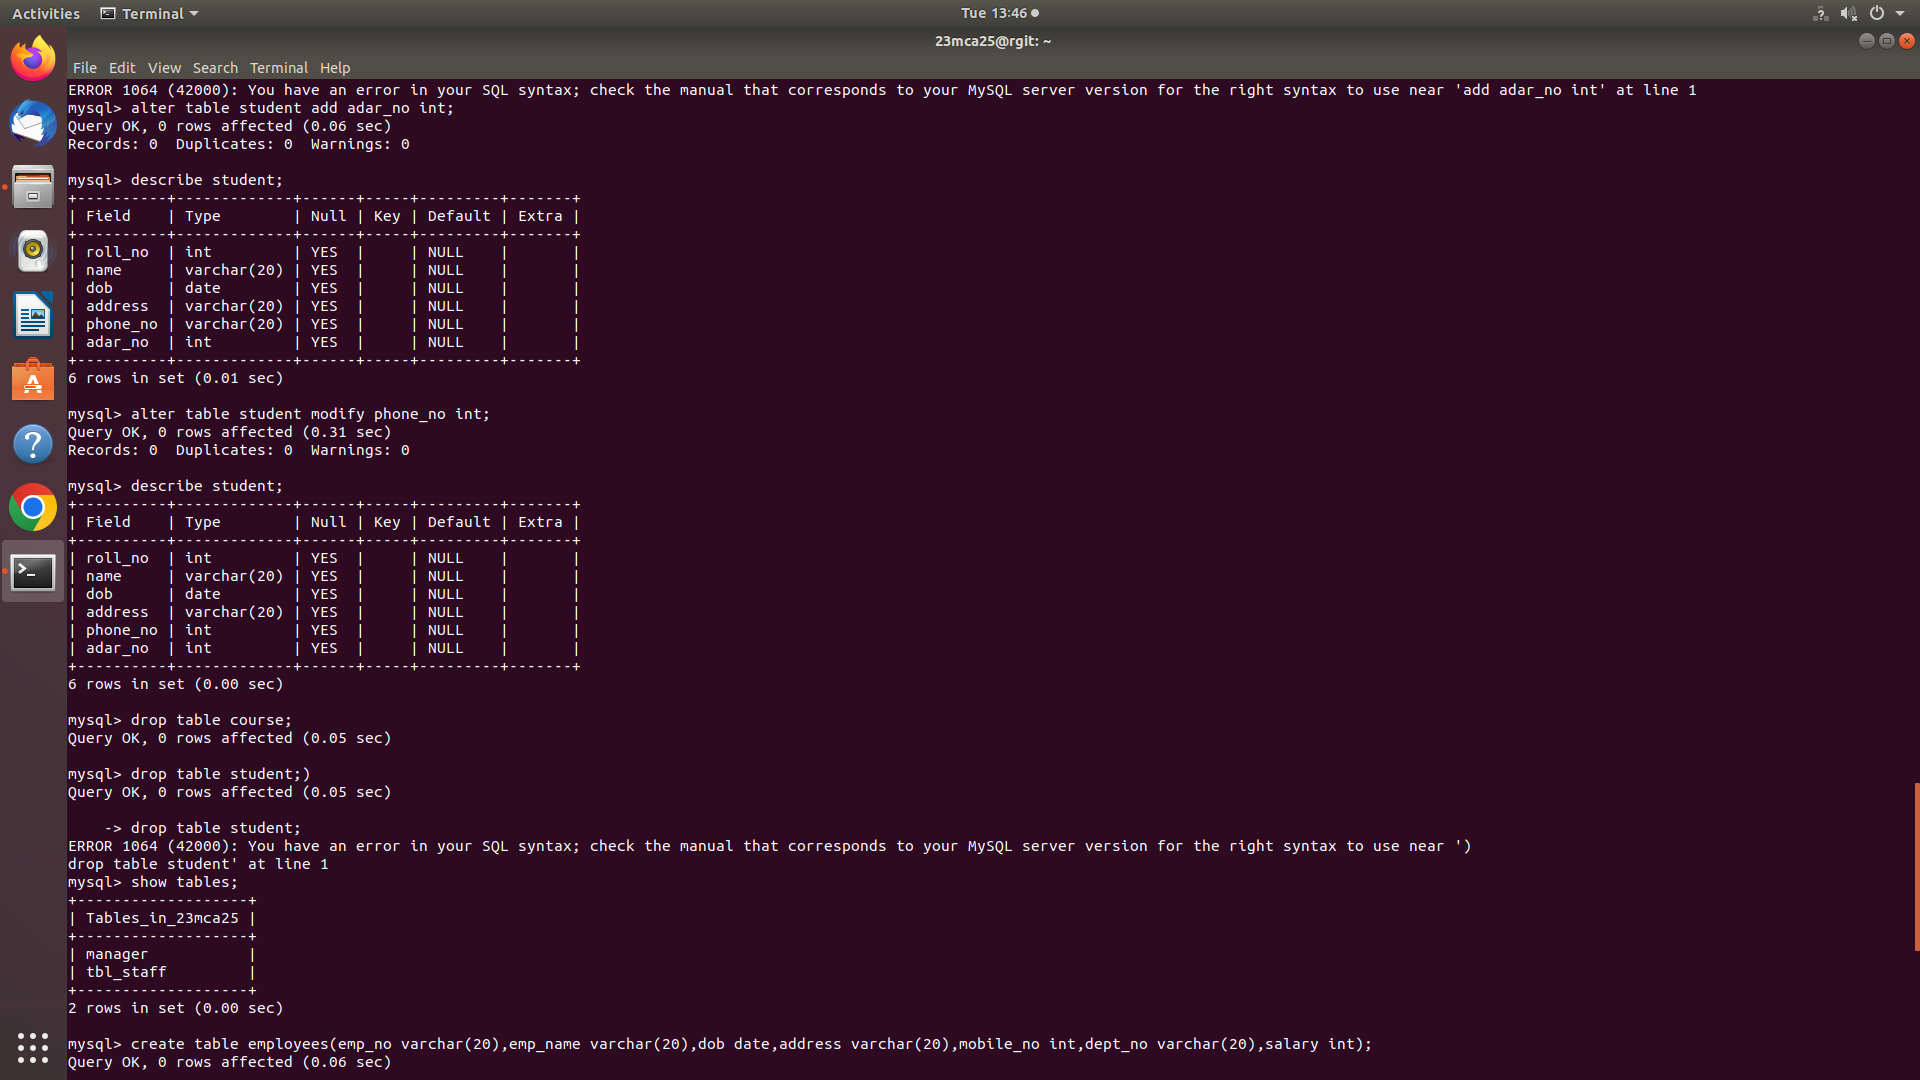 Activities Terminal Tue 13:46
23mca25@rgit: ~
File Edit View Search Terminal Help
ERROR 1064 (42000): You have an error in your SQL syntax; check the manual that corresponds to your MySQL server version for the right syntax to use near 'add adar_no int' at line 1
mysql> alter table student add adar_no int;
Query OK, 0 rows affected (0.06 sec)
Records: 0  Duplicates: 0  Warnings: 0
mysql> describe student;
+----------+-------------+------+-----+---------+-------+
| Field    | Type        | Null | Key | Default | Extra |
+----------+-------------+------+-----+---------+-------+
| roll_no  | int         | YES  |     | NULL    |       |
| name     | varchar(20) | YES  |     | NULL    |       |
| dob      | date        | YES  |     | NULL    |       |
| address  | varchar(20) | YES  |     | NULL    |       |
| phone_no | varchar(20) | YES  |     | NULL    |       |
| adar_no  | int         | YES  |     | NULL    |       |
+----------+-------------+------+-----+---------+-------+
6 rows in set (0.01 sec)
mysql> alter table student modify phone_no int;
Query OK, 0 rows affected (0.31 sec)
Records: 0  Duplicates: 0  Warnings: 0
mysql> describe student;
+----------+-------------+------+-----+---------+-------+
| Field    | Type        | Null | Key | Default | Extra |
+----------+-------------+------+-----+---------+-------+
| roll_no  | int         | YES  |     | NULL    |       |
| name     | varchar(20) | YES  |     | NULL    |       |
| dob      | date        | YES  |     | NULL    |       |
| address  | varchar(20) | YES  |     | NULL    |       |
| phone_no | int         | YES  |     | NULL    |       |
| adar_no  | int         | YES  |     | NULL    |       |
+----------+-------------+------+-----+---------+-------+
6 rows in set (0.00 sec)
mysql> drop table course;
Query OK, 0 rows affected (0.05 sec)
mysql> drop table student;)
Query OK, 0 rows affected (0.05 sec)
    -> drop table student;
ERROR 1064 (42000): You have an error in your SQL syntax; check the manual that corresponds to your MySQL server version for the right syntax to use near ')
drop table student' at line 1
mysql> show tables;
+-------------------+
| Tables_in_23mca25 |
+-------------------+
| manager           |
| tbl_staff         |
+-------------------+
2 rows in set (0.00 sec)
mysql> create table employees(emp_no varchar(20),emp_name varchar(20),dob date,address varchar(20),mobile_no int,dept_no varchar(20),salary int);
Query OK, 0 rows affected (0.06 sec)